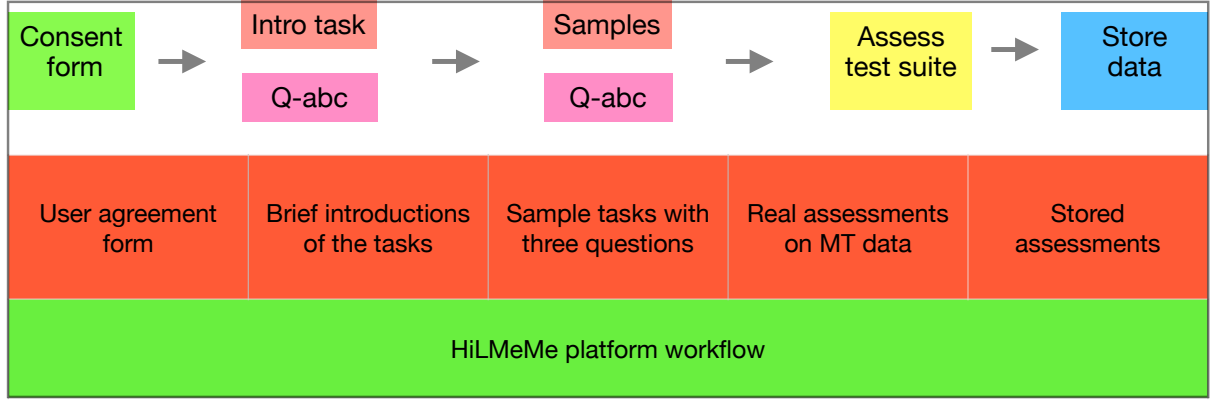 Consent
form
Intro task
Q-abc
Samples
Q-abc
Assess
test suite
Store
data
User agreement
form
Brief introductions
of the tasks
Sample tasks with
three questions
Real assessments
on MT data
Stored
assessments
HiLMeMe platform workflow